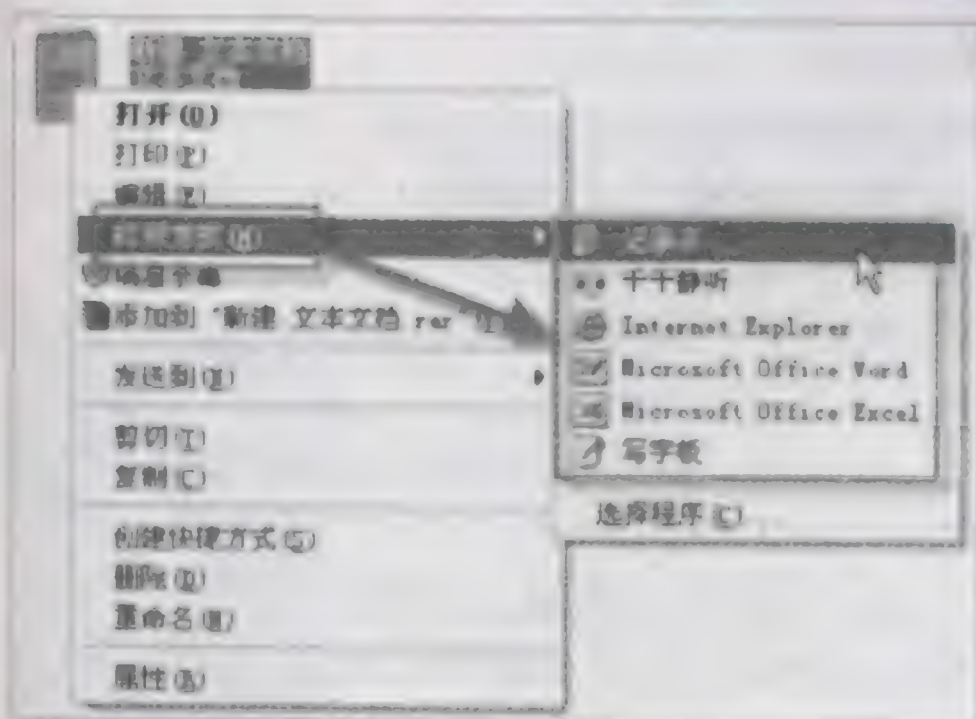 打开(O)
打印(P)
编辑(E)
打开方式(H)
添加到 "新建 文本文档 rar
发送到(N)
剪切(T)
复制(C)
创建快捷方式(S)
删除(D)
重命名(M)
属性(R)
记事本
千千静听
Internet Explorer
Microsoft Office Word
Microsoft Office Excel
写字板
选择程序(C)